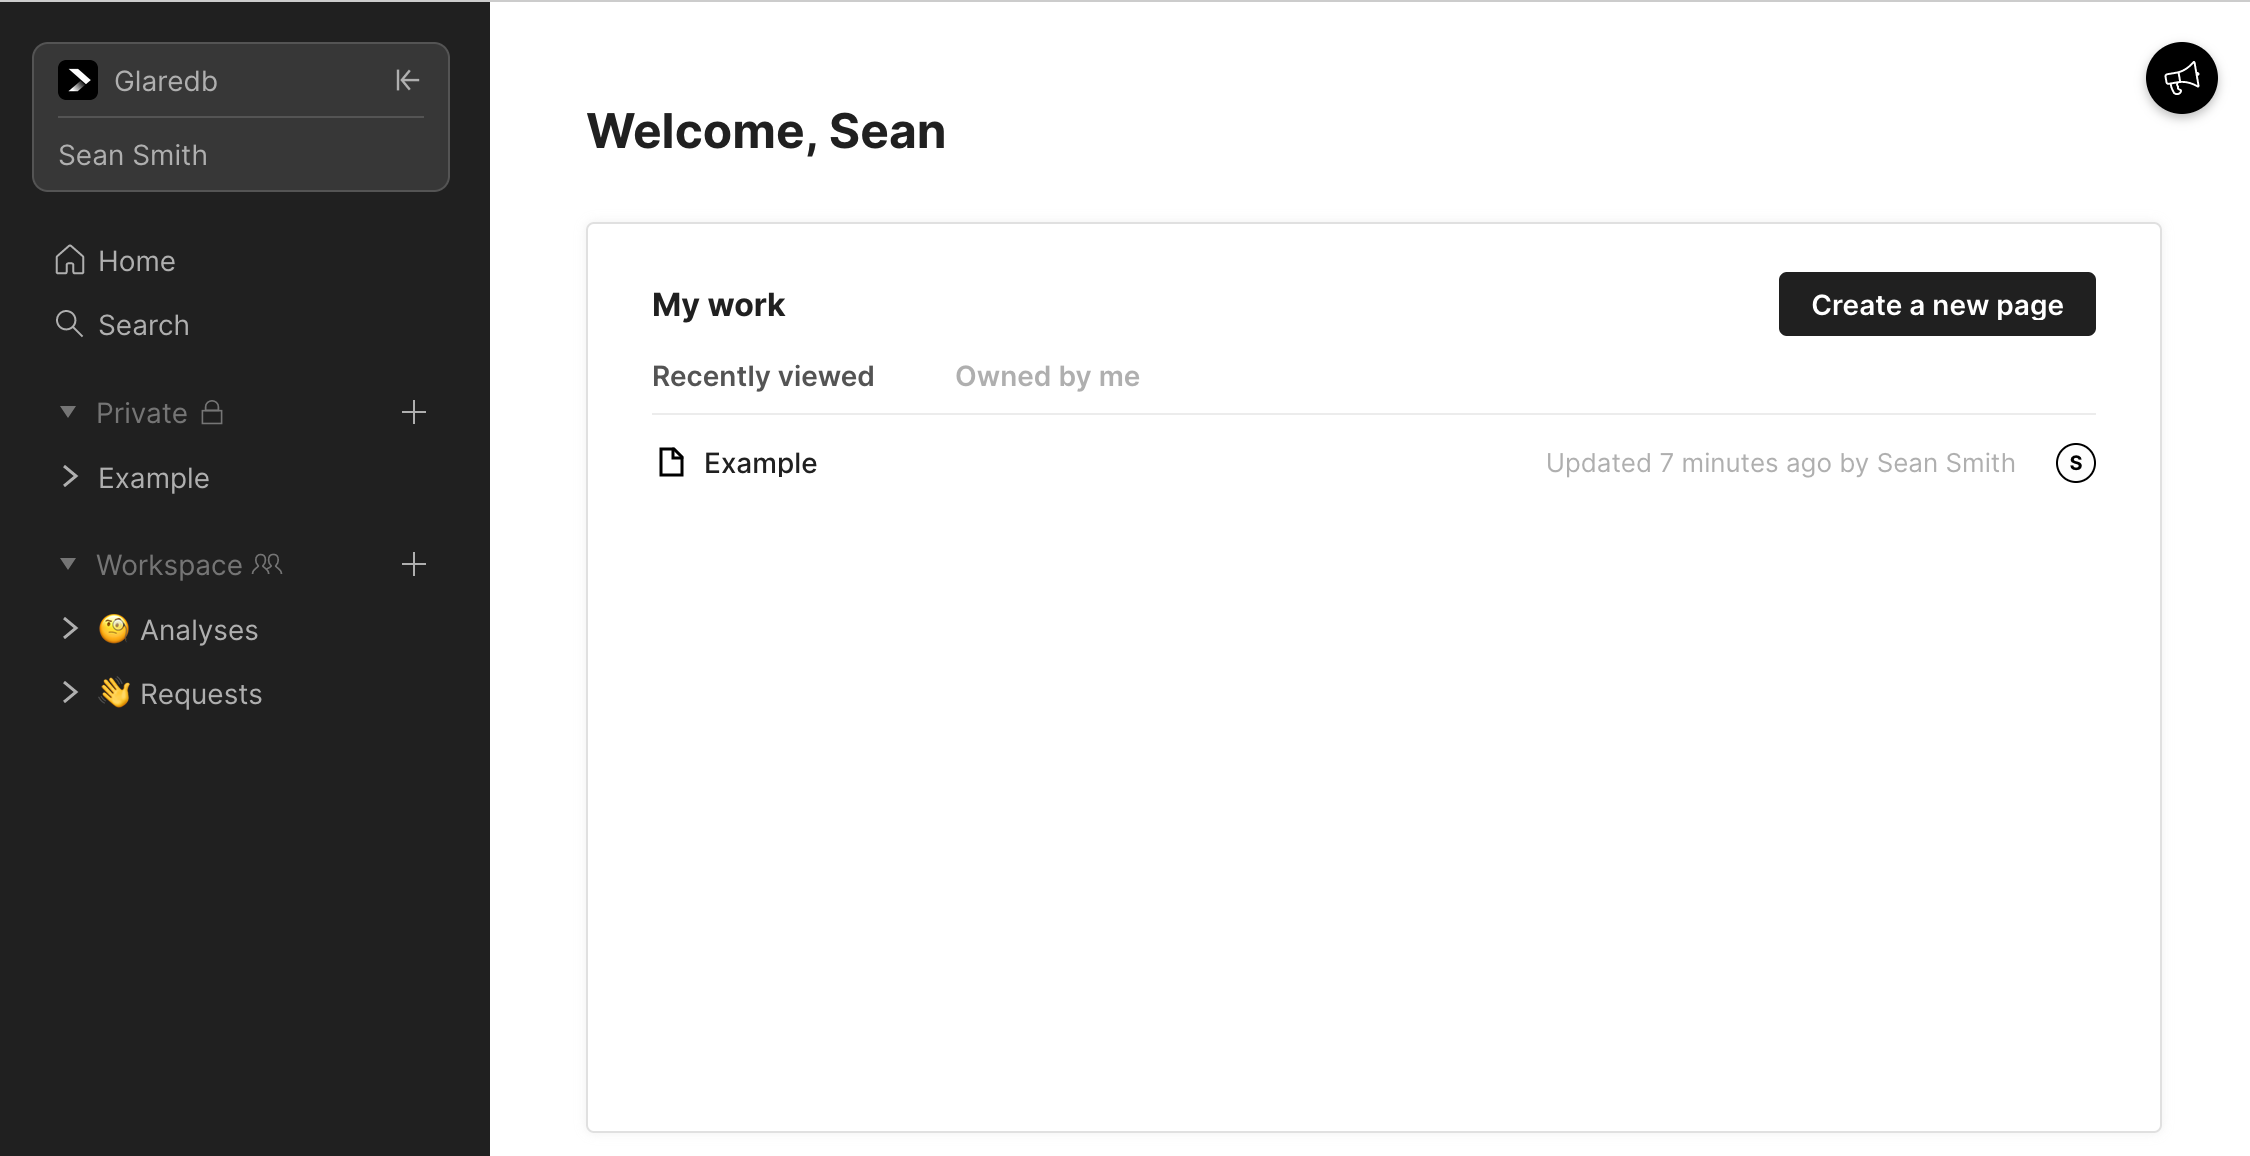 Glaredb
Sean Smith
Home
Search
Private
Example
Workspace
🧐 Analyses
👋 Requests
Welcome, Sean
My work
Create a new page
Recently viewed
Owned by me
Example
Updated 7 minutes ago by Sean Smith
S